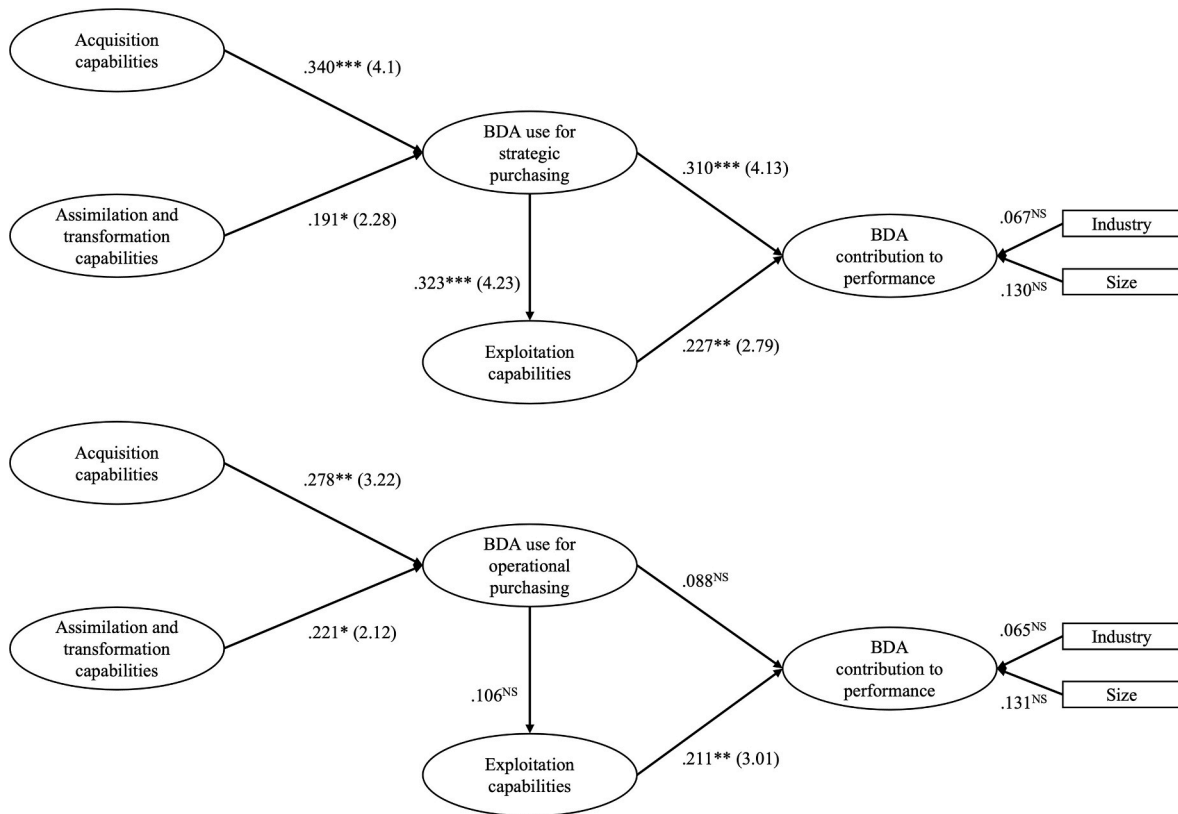 Acquisition
capabilities
.340*** (4.1)
BDA use for
strategic
purchasing
.310*** (4.13)
Assimilation and
transformation
capabilities
.191* (2.28)
.067NS
Industry
BDA
contribution to
performance
.323*** (4.23)
.130NS
Size
Exploitation
capabilities
.227** (2.79)
Acquisition
capabilities
.278** (3.22)
BDA use for
operational
purchasing
.088NS
Assimilation and
transformation
capabilities
.221* (2.12)
.065NS
Industry
BDA
contribution to
performance
.106NS
.131NS
Size
Exploitation
capabilities
.211** (3.01)